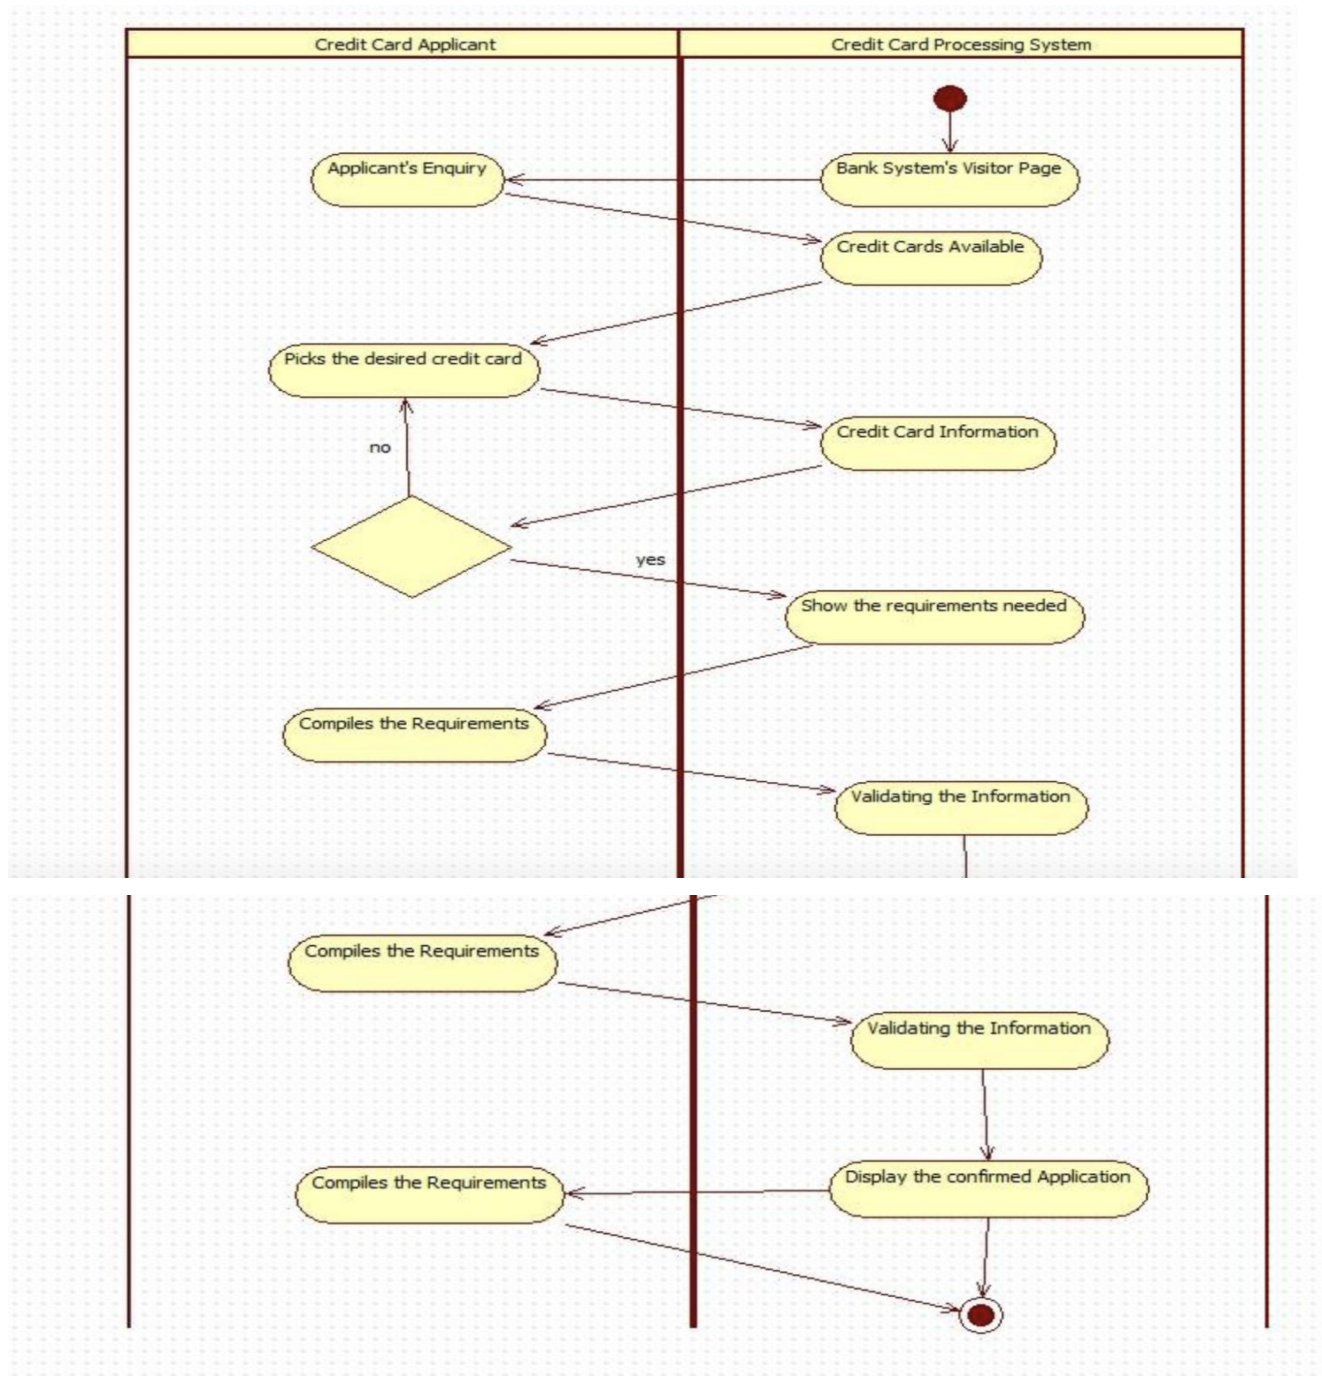 Credit Card Applicant
Credit Card Processing System
Applicant's Enquiry
Bank System's Visitor Page
Credit Cards Available
Picks the desired credit card
Credit Card Information
no
yes
Show the requirements needed
Compiles the Requirements
Validating the Information
Compiles the Requirements
Validating the Information
Compiles the Requirements
Display the confirmed Application